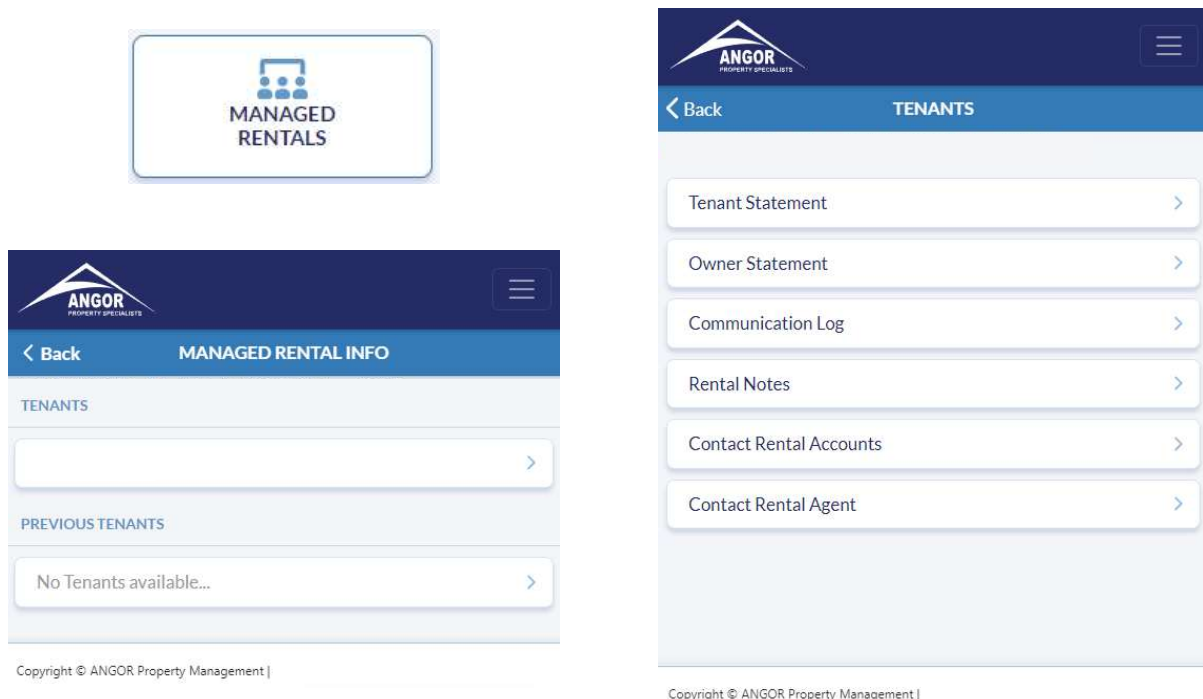 MANAGED
RENTALS
ANGOR
PROPERTY SPECIALISTS
< Back MANAGED RENTAL INFO
TENANTS
PREVIOUS TENANTS
No Tenants available...
Copyright © ANGOR Property Management |
ANGOR
PROPERTY SPECIALISTS
Back TENANTS
Tenant Statement
Owner Statement
Communication Log
Rental Notes
Contact Rental Accounts
Contact Rental Agent
Copyright © ANGOR Property Management |